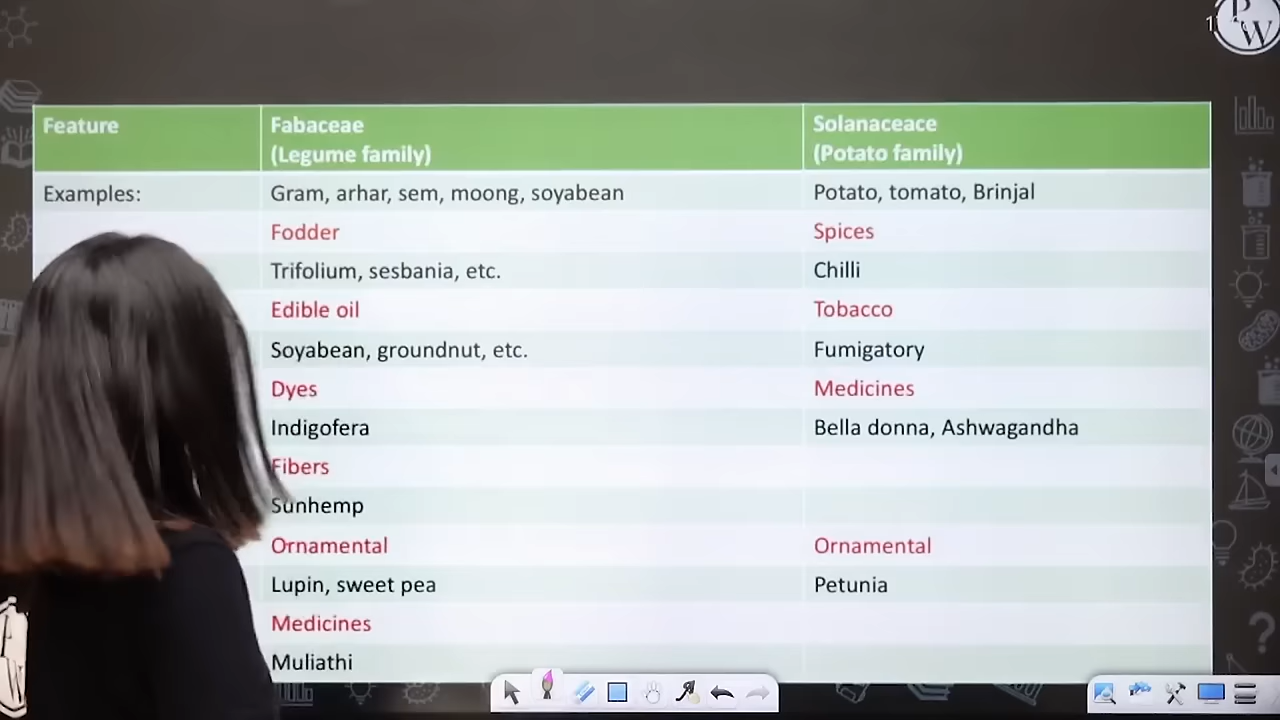 P
W
Feature Fabaceae Solanaceace
(Legume family) (Potato family)
Examples: Gram, arhar, sem, moong, soyabean Potato, tomato, Brinjal
Fodder Spices
Trifolium, sesbania, etc. Chilli
Edible oil Tobacco
Soyabean, groundnut, etc. Fumigatory
Dyes Medicines
Indigofera Bella donna, Ashwagandha
Fibers
Sunhemp
Ornamental Ornamental
Lupin, sweet pea Petunia
Medicines
Muliathi